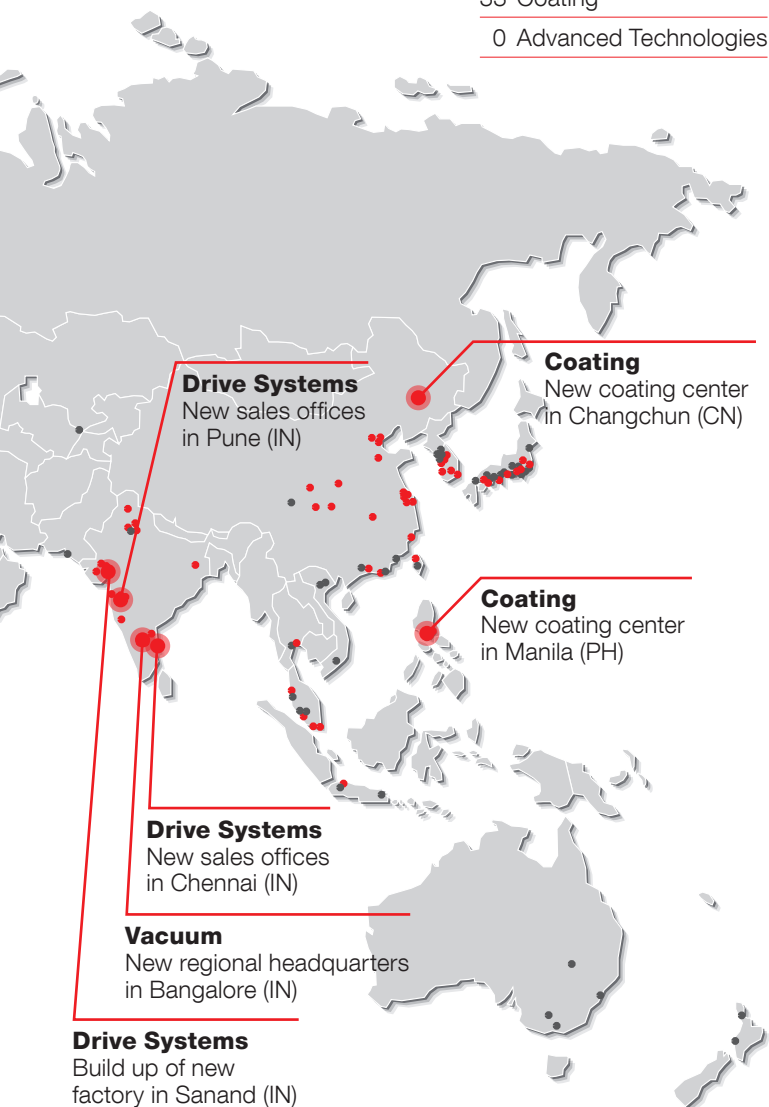 33 Coating
0 Advanced Technologies
Coating
New coating center
in Changchun (CN)
Drive Systems
New sales offices
in Pune (IN)
Coating
New coating center
in Manila (PH)
Drive Systems
New sales offices
in Chennai (IN)
Vacuum
New regional headquarters
in Bangalore (IN)
Drive Systems
Build up of new
factory in Sanand (IN)